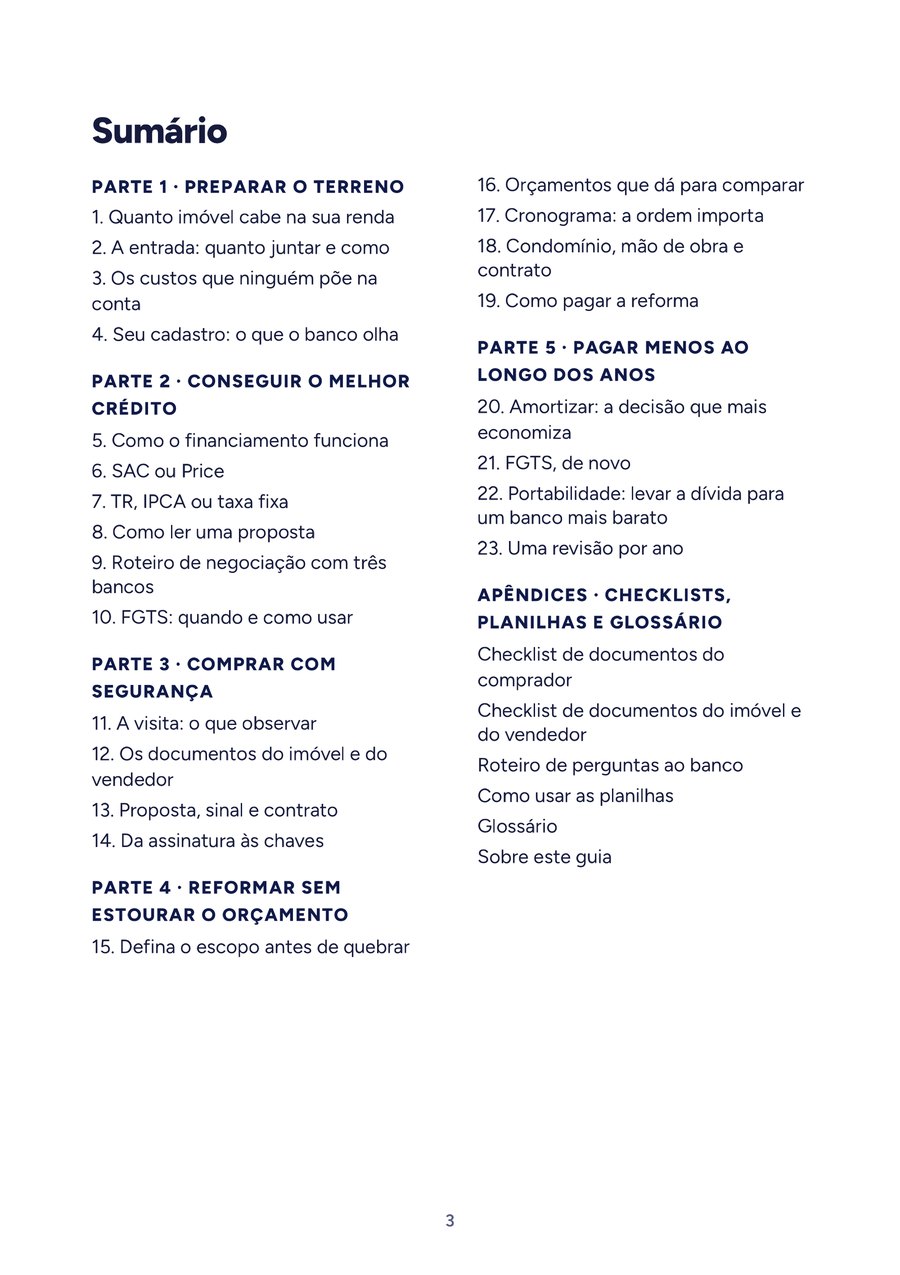 Sumário
PARTE 1 · PREPARAR O TERRENO
1. Quanto imóvel cabe na sua renda
2. A entrada: quanto juntar e como
3. Os custos que ninguém põe na
conta
4. Seu cadastro: o que o banco olha
PARTE 2 · CONSEGUIR O MELHOR
CRÉDITO
5. Como o financiamento funciona
6. SAC ou Price
7. TR, IPCA ou taxa fixa
8. Como ler uma proposta
9. Roteiro de negociação com três
bancos
10. FGTS: quando e como usar
PARTE 3 · COMPRAR COM
SEGURANÇA
11. A visita: o que observar
12. Os documentos do imóvel e do
vendedor
13. Proposta, sinal e contrato
14. Da assinatura às chaves
PARTE 4 · REFORMAR SEM
ESTOURAR O ORÇAMENTO
15. Defina o escopo antes de quebrar
16. Orçamentos que dá para comparar
17. Cronograma: a ordem importa
18. Condomínio, mão de obra e
contrato
19. Como pagar a reforma
PARTE 5 · PAGAR MENOS AO
LONGO DOS ANOS
20. Amortizar: a decisão que mais
economiza
21. FGTS, de novo
22. Portabilidade: levar a dívida para
um banco mais barato
23. Uma revisão por ano
APÊNDICES · CHECKLISTS,
PLANILHAS E GLOSSÁRIO
Checklist de documentos do
comprador
Checklist de documentos do imóvel e
do vendedor
Roteiro de perguntas ao banco
Como usar as planilhas
Glossário
Sobre este guia
3